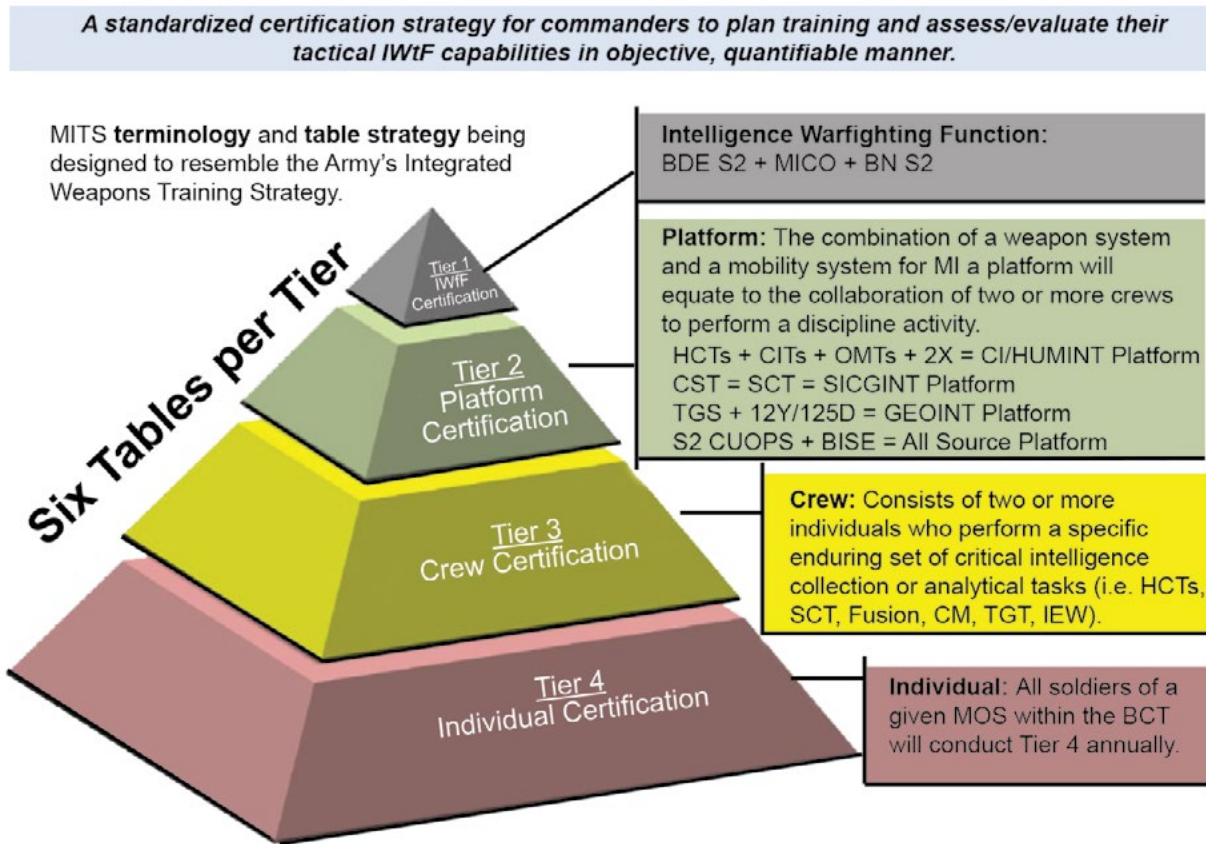 A standardized certification strategy for commanders to plan training and assess/evaluate their
tactical IWtF capabilities in objective, quantifiable manner.
MITS terminology and table strategy being
designed to resemble the Army's Integrated
Weapons Training Strategy.
Six Tables per Tier
Tier 1
IWfF
Certification
Tier 2
Platform
Certification
Tier 3
Crew Certification
Tier 4
Individual Certification
Intelligence Warfighting Function:
BDE S2 + MICO + BN S2
Platform: The combination of a weapon system
and a mobility system for MI a platform will
equate to the collaboration of two or more crews
to perform a discipline activity.
HCTs + CITs + OMTs + 2X = CI/HUMINT Platform
CST = SCT = SICGINT Platform
TGS + 12Y/125D = GEOINT Platform
S2 CUOPS + BISE = All Source Platform
Crew: Consists of two or more
individuals who perform a specific
enduring set of critical intelligence
collection or analytical tasks (i.e. HCTs,
SCT, Fusion, CM, TGT, IEW).
Individual: All soldiers of a
given MOS within the BCT
will conduct Tier 4 annually.